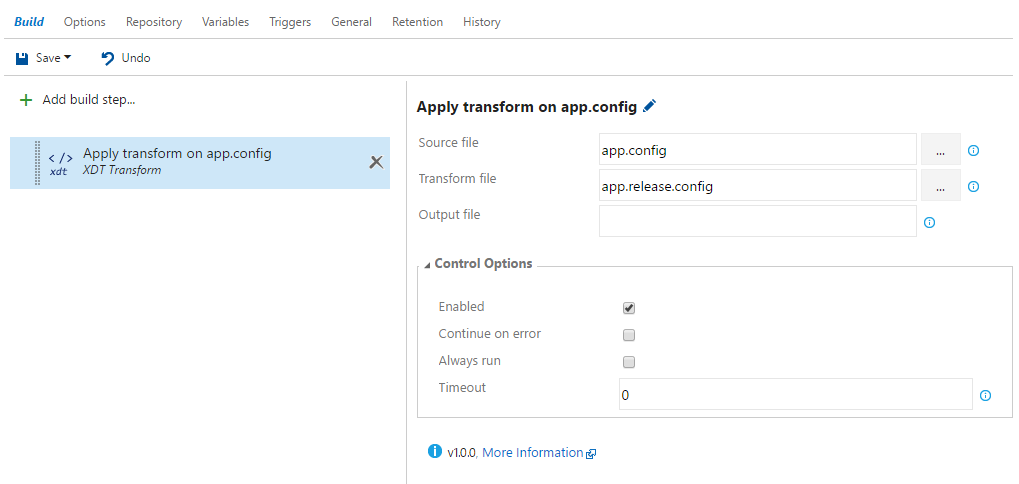 Build Options Repository Variables Triggers General Retention History
Save Undo
Add build step...
</> xdt Apply transform on app.config
XDT Transform
Apply transform on app.config
Source file app.config ...
Transform file app.release.config ...
Output file
Control Options
Enabled
Continue on error
Always run
Timeout 0
v1.0.0, More Information